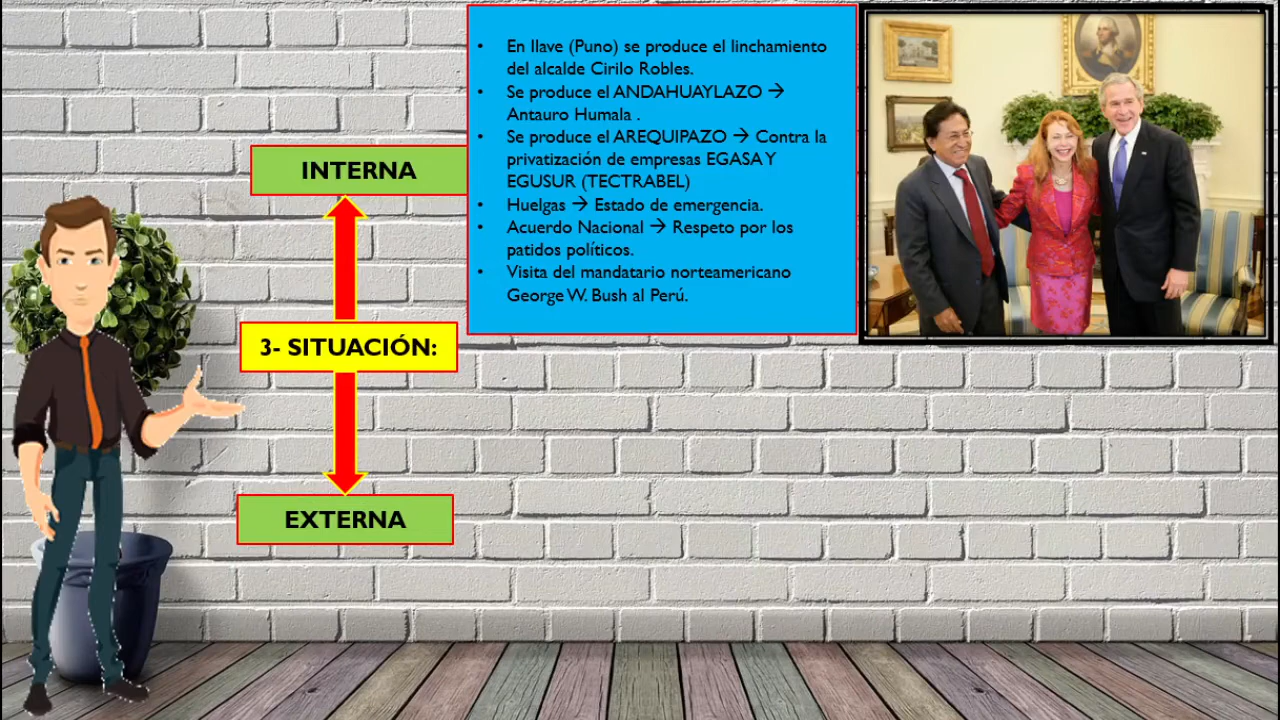 • En Ilave (Puno) se produce el linchamiento
del alcalde Cirilo Robles.
• Se produce el ANDAHUAYLAZO →
Antauro Humala .
• Se produce el AREQUIPAZO → Contra la
privatización de empresas EGASA Y
EGUSUR (TECTRABEL)
• Huelgas → Estado de emergencia.
• Acuerdo Nacional → Respeto por los
patidos políticos.
• Visita del mandatario norteamericano
George W. Bush al Perú.
INTERNA
3- SITUACIÓN:
EXTERNA